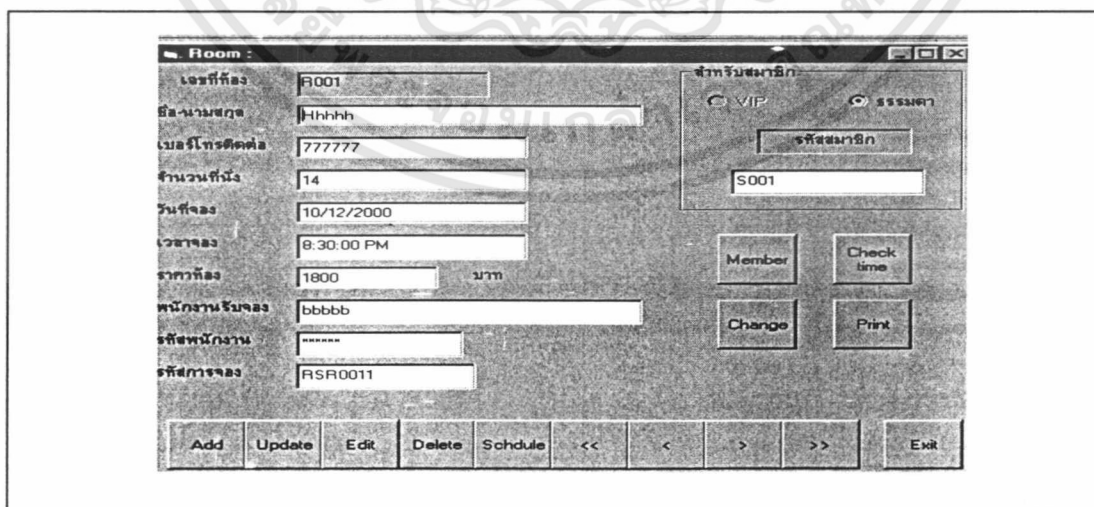 Room :
เลขที่ห้อง R001
ชื่อ-นามสกุล Hhhhh
เบอร์โทรติดต่อ 777777
จำนวนที่นั่ง 14
วันที่จอง 10/12/2000
เวลาจอง 8:30:00 PM
ราคาห้อง 1800 บาท
พนักงานรับจอง bbbbb
รหัสพนักงาน ******
รหัสการจอง RSR0011
สำหรับสมาชิก
VIP ธรรมดา
รหัสสมาชิก
S001
Member Check time
Change Print
Add Update Edit Delete Schdule << < > >> Exit